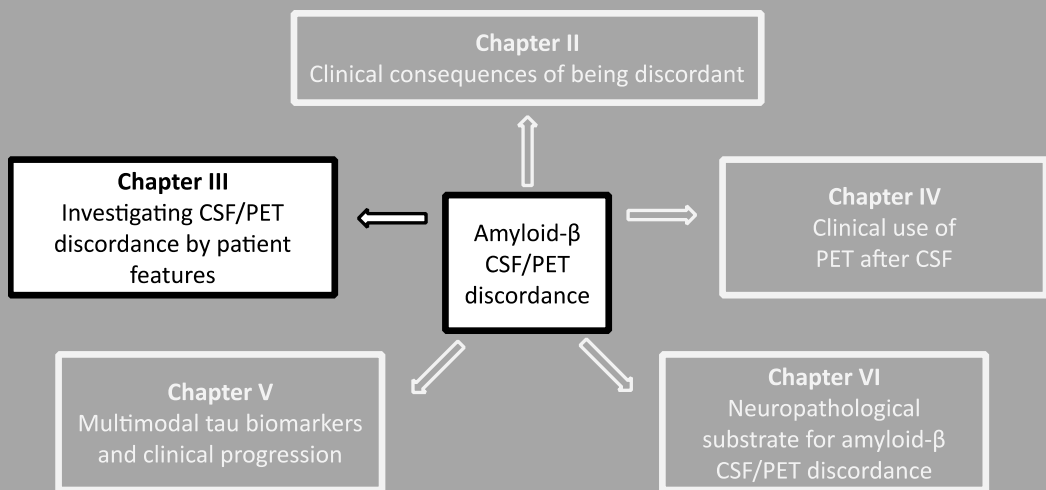 Chapter II
Clinical consequences of being discordant
Chapter III
Investigating CSF/PET
discordance by patient
features
Amyloid-β
CSF/PET
discordance
Chapter IV
Clinical use of
PET after CSF
Chapter V
Multimodal tau biomarkers
and clinical progression
Chapter VI
Neuropathological
substrate for amyloid-β
CSF/PET discordance